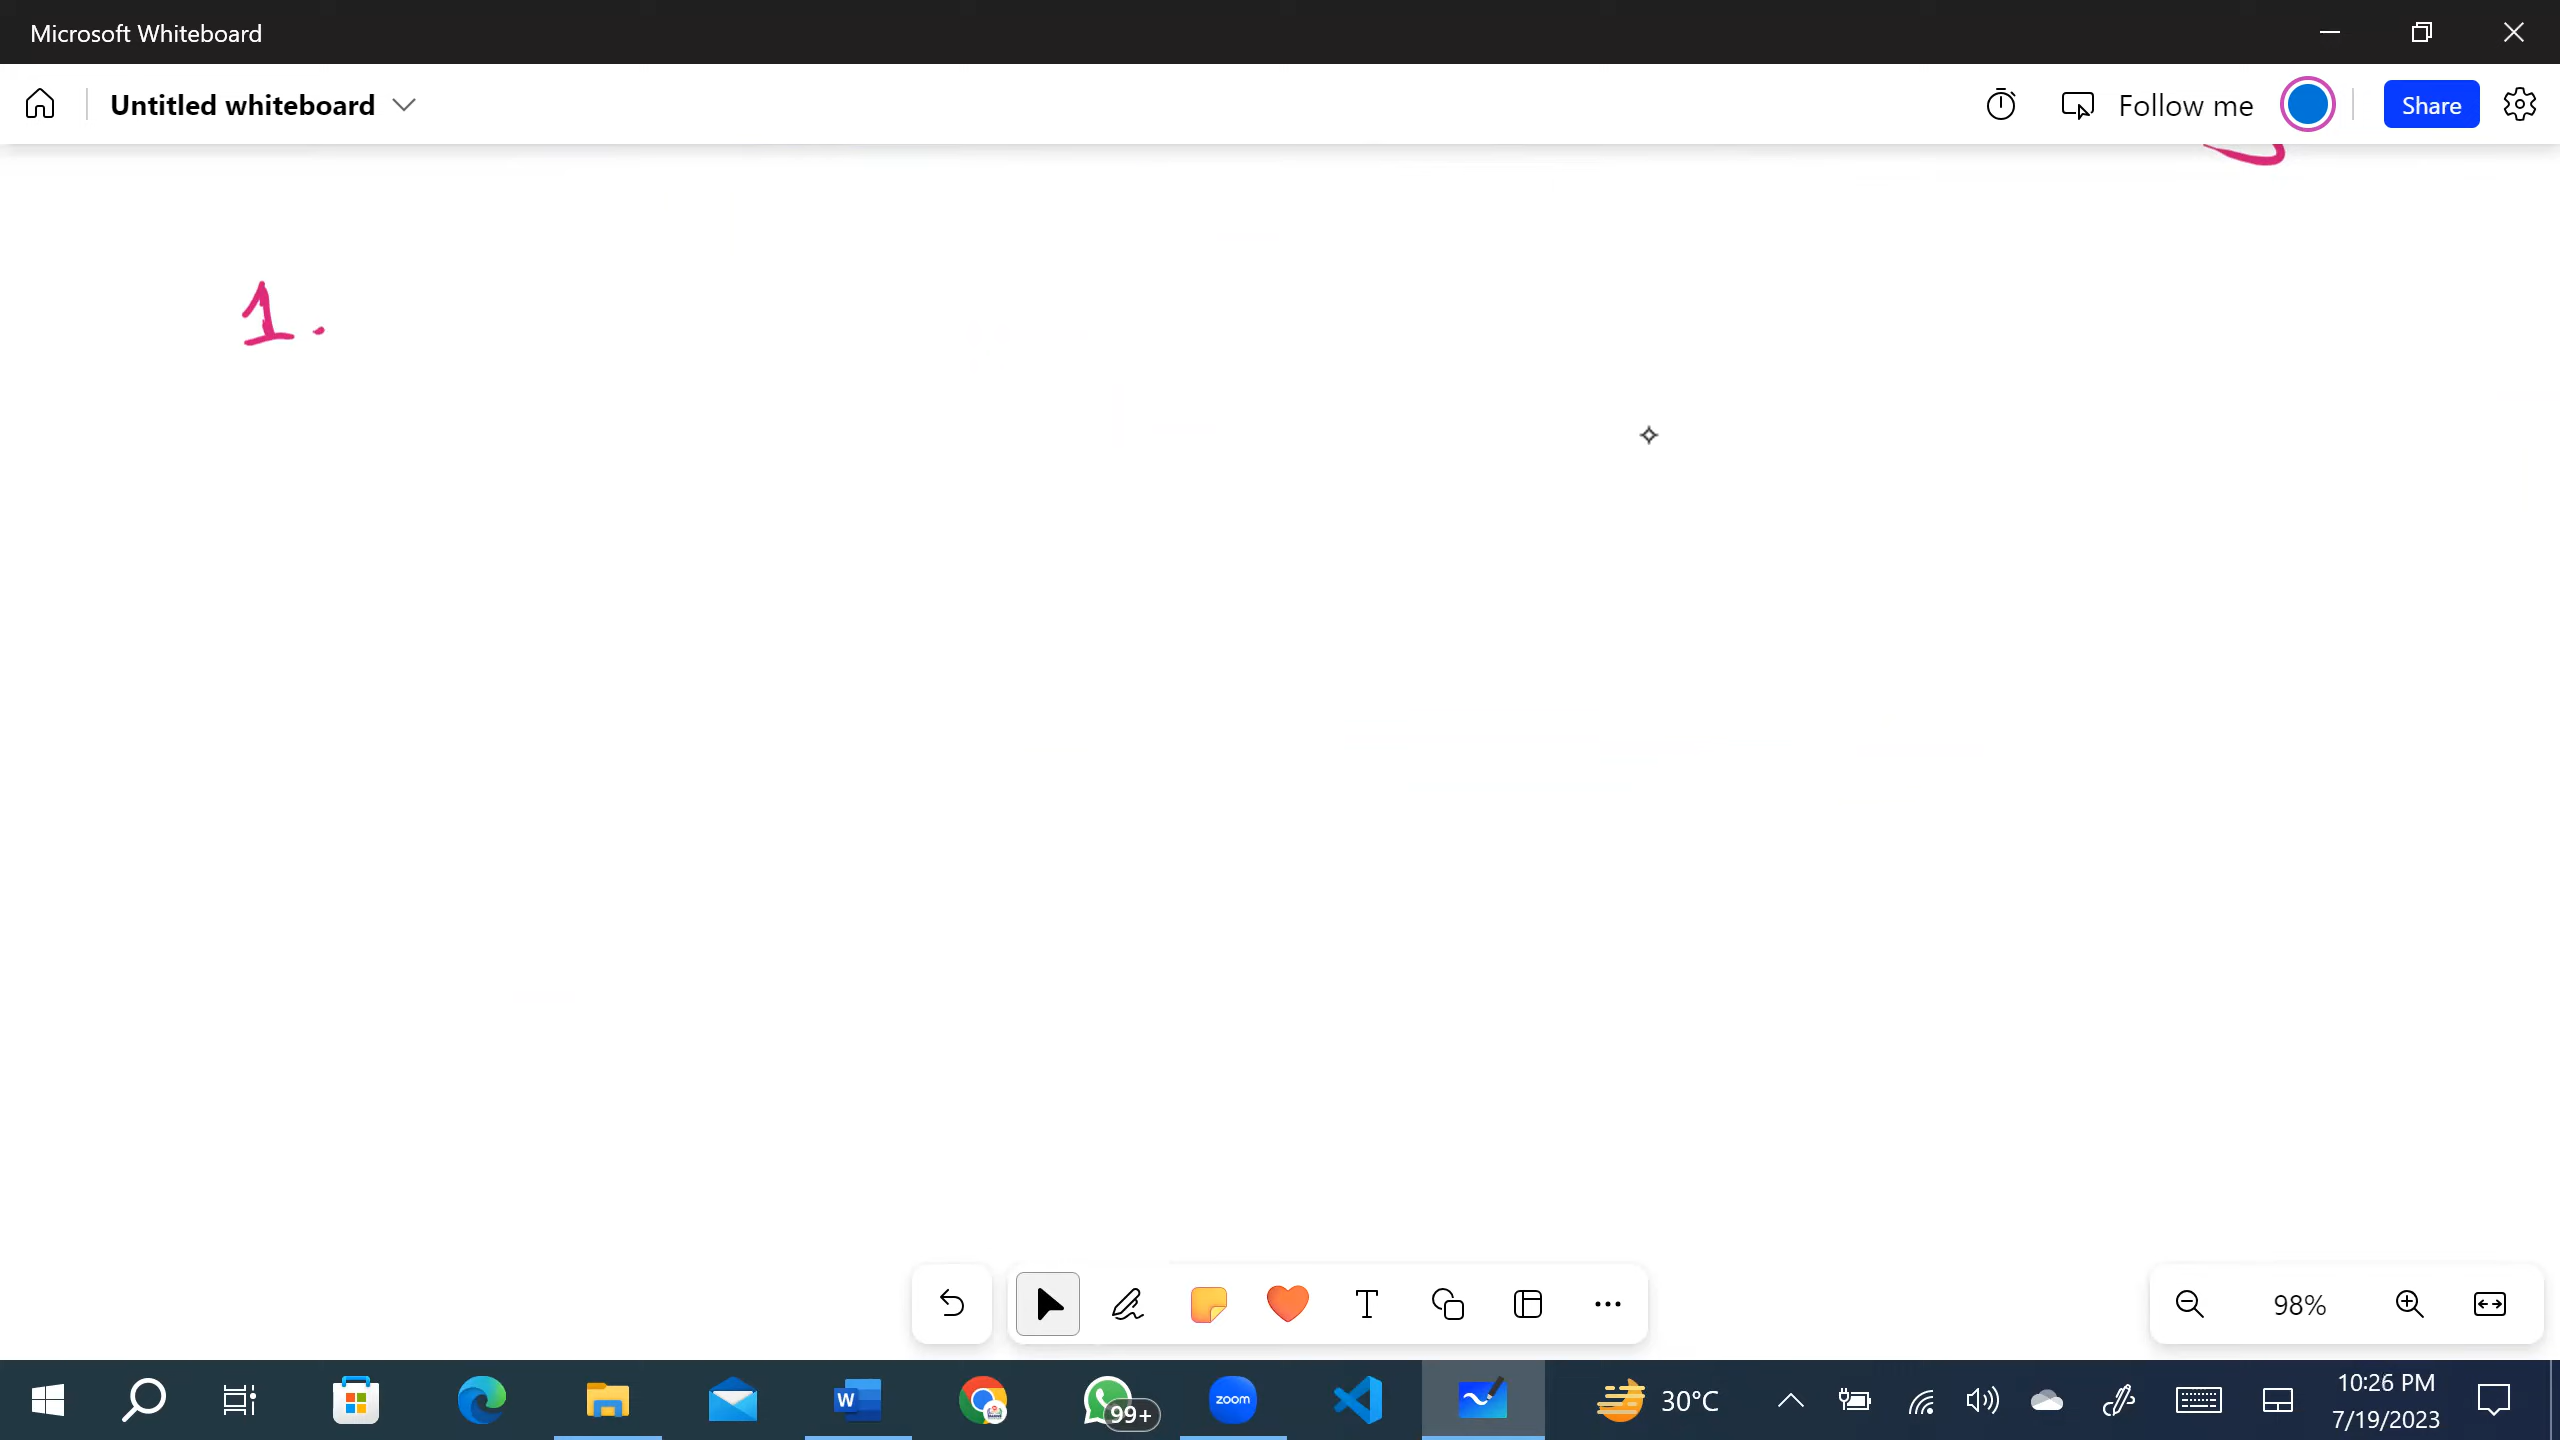 Microsoft Whiteboard
Untitled whiteboard
Follow me
Share
1.
98%
W
99+
zoom
30°C
10:26 PM
7/19/2023